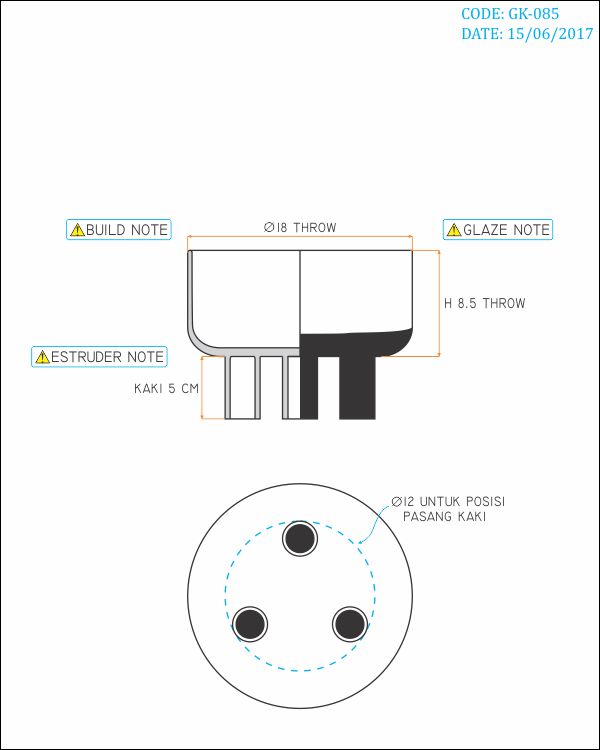 CODE: GK-085
DATE: 15/06/2017
BUILD NOTE
Ø18 THROW
GLAZE NOTE
H 8.5 THROW
ESTRUDER NOTE
KAKI 5 CM
Ø12 UNTUK POSISI
PASANG KAKI